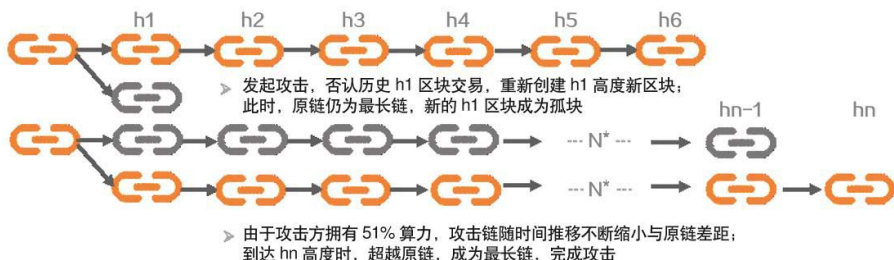 h1 h2 h3 h4 h5 h6
发起攻击，否认历史 h1 区块交易，重新创建 h1 高度新区块；
此时，原链仍为最长链，新的 h1 区块成为孤块
hn-1 hn
--- N* ---
--- N* ---
由于攻击方拥有 51% 算力，攻击链随时间推移不断缩小与原链差距；
到达 hn 高度时，超越原链，成为最长链，完成攻击